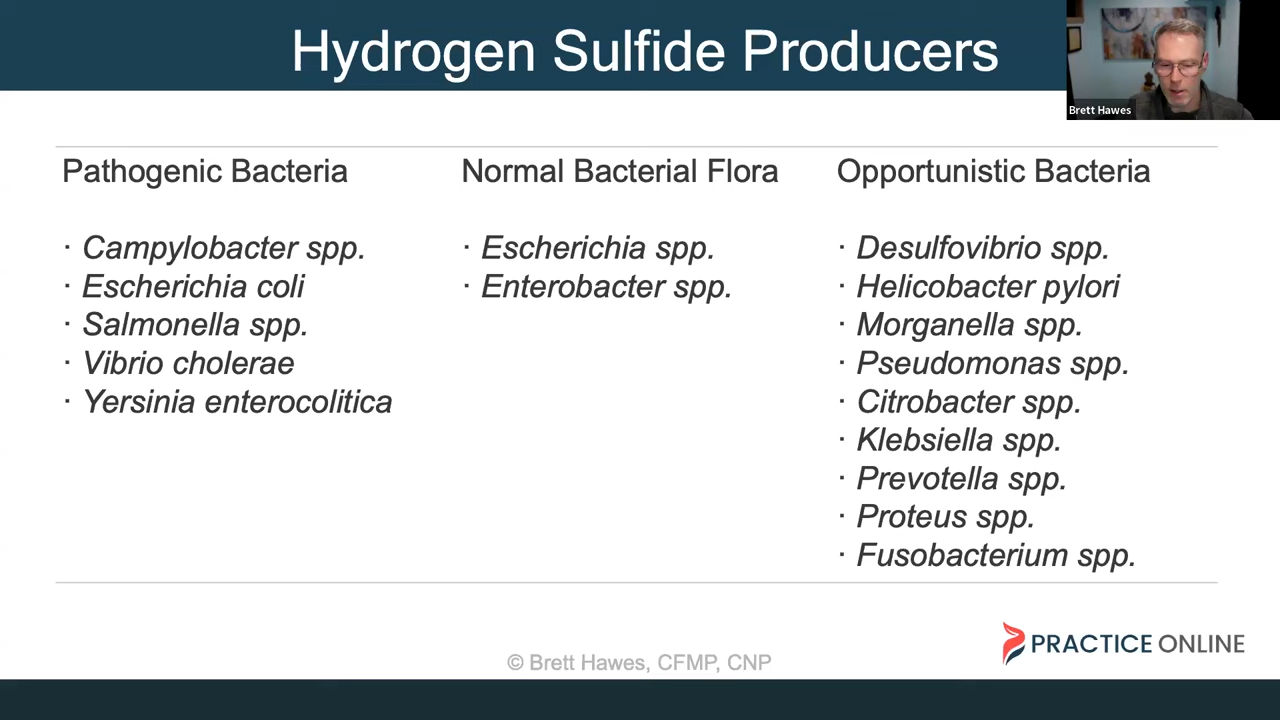 Hydrogen Sulfide Producers
Brett Hawes
Pathogenic Bacteria
· Campylobacter spp.
· Escherichia coli
· Salmonella spp.
· Vibrio cholerae
· Yersinia enterocolitica
Normal Bacterial Flora
· Escherichia spp.
· Enterobacter spp.
Opportunistic Bacteria
· Desulfovibrio spp.
· Helicobacter pylori
· Morganella spp.
· Pseudomonas spp.
· Citrobacter spp.
· Klebsiella spp.
· Prevotella spp.
· Proteus spp.
· Fusobacterium spp.
© Brett Hawes, CFMP, CNP
PRACTICE ONLINE